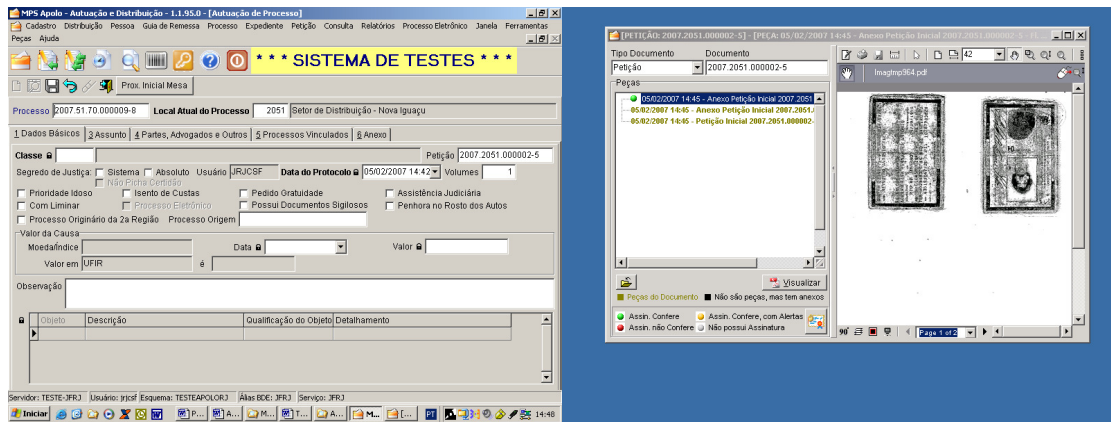 MPS Apolo - Autuação e Distribuição - 1.1.95.0 - [Autuação de Processo]
Cadastro Distribuição Pessoa Guia de Remessa Processo Expediente Petição Consulta Relatórios Processo Eletrônico Janela Ferramentas
Peças Ajuda
* * * SISTEMA DE TESTES * * *
Prox. Inicial Mesa
Processo 2007.51.70.000009-8 Local Atual do Processo 2051 Setor de Distribuição - Nova Iguaçu
1 Dados Básicos 3 Assunto 4 Partes, Advogados e Outros 5 Processos Vinculados 6 Anexo
Classe Petição 2007.2051.000002-5
Segredo de Justiça: Sistema Absoluto Usuário JRJCSF Data do Protocolo 05/02/2007 14:42 Volumes 1
Não Picha Certidão
Prioridade Idoso Isento de Custas Pedido Gratuidade Assistência Judiciária
Com Liminar Processo Eletrônico Possui Documentos Sigilosos Penhora no Rosto dos Autos
Processo Originário da 2a Região Processo Origem
Valor da Causa
Moeda/Índice Data Valor
Valor em UFIR é
Observação
Objeto Descrição Qualificação do Objeto Detalhamento
Servidor: TESTE-JFRJ Usuário: jrjcsf Esquema: TESTEAPOLORJ Álias BDE: JFRJ Serviço: JFRJ
Iniciar P... A... M... T... A... M... [... PT 14:48
[PETIÇÃO: 2007.2051.000002-5] - [PEÇA: 05/02/2007 14:45 - Anexo Petição Inicial 2007.2051.000002-5 - Fl...
Tipo Documento Documento
Petição 2007.2051.000002-5
Peças
05/02/2007 14:45 - Anexo Petição Inicial 2007.2051
05/02/2007 14:45 - Anexo Petição Inicial 2007.2051.
05/02/2007 14:45 - Petição Inicial 2007.2051.000002-
Visualizar
Peças do Documento Não são peças, mas tem anexos
Assin. Confere Assin. Confere, com Alertas
Assin. não Confere Não possui Assinatura
42
Imagtmp964.pdf
90° Page 1 of 2